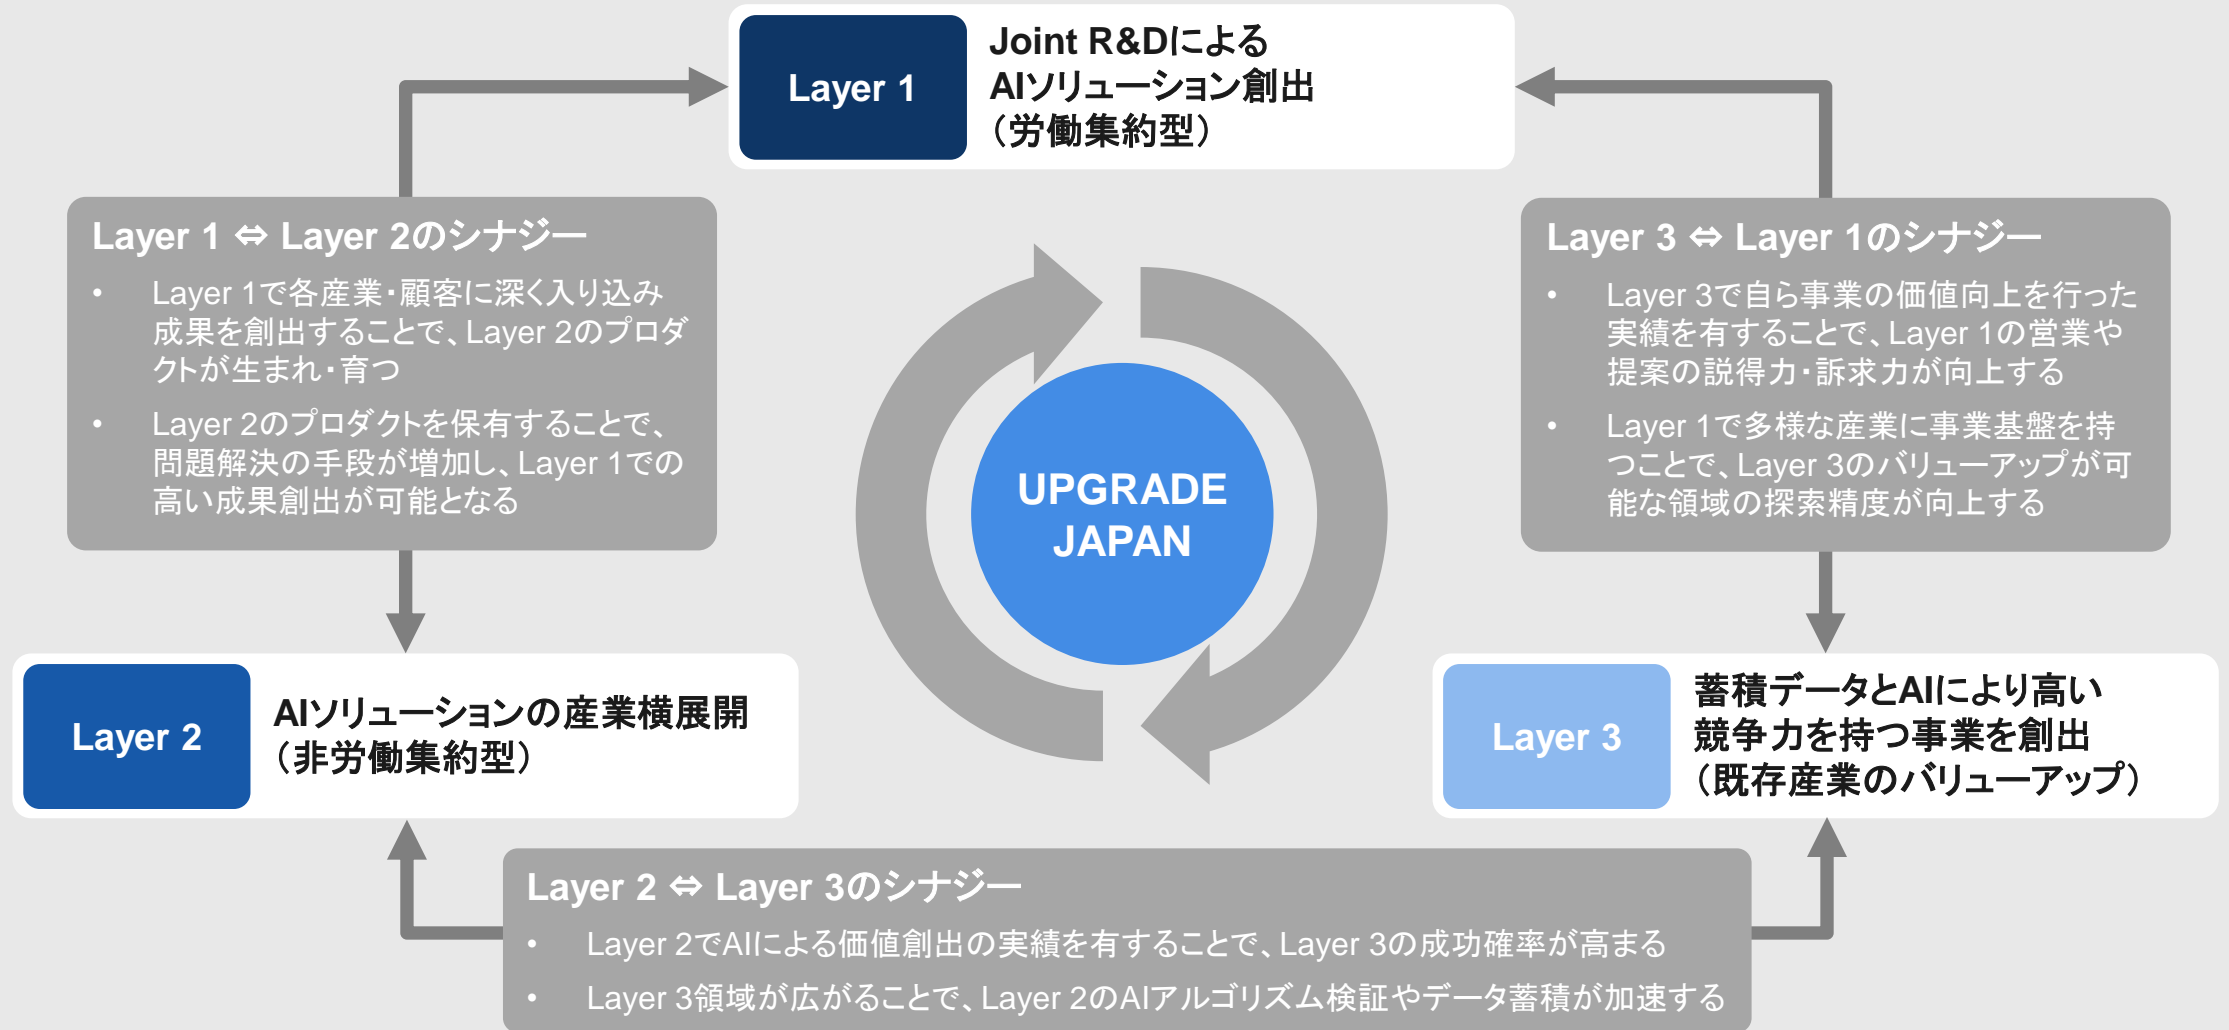 Layer 1
Joint R&Dによる
AIソリューション創出
（労働集約型）
Layer 1 ⇔ Layer 2のシナジー
• Layer 1で各産業・顧客に深く入り込み
成果を創出することで、Layer 2のプロダ
クトが生まれ・育つ
• Layer 2のプロダクトを保有することで、
問題解決の手段が増加し、Layer 1での
高い成果創出が可能となる
Layer 3 ⇔ Layer 1のシナジー
• Layer 3で自ら事業の価値向上を行った
実績を有することで、Layer 1の営業や
提案の説得力・訴求力が向上する
• Layer 1で多様な産業に事業基盤を持
つことで、Layer 3のバリューアップが可
能な領域の探索精度が向上する
UPGRADE
JAPAN
Layer 2
AIソリューションの産業横展開
（非労働集約型）
Layer 3
蓄積データとAIにより高い
競争力を持つ事業を創出
（既存産業のバリューアップ）
Layer 2 ⇔ Layer 3のシナジー
• Layer 2でAIによる価値創出の実績を有することで、Layer 3の成功確率が高まる
• Layer 3領域が広がることで、Layer 2のAIアルゴリズム検証やデータ蓄積が加速する